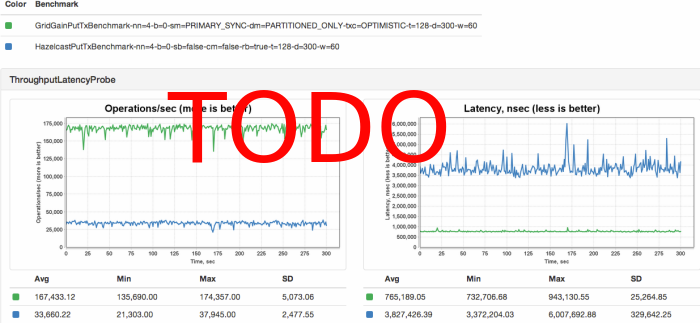 Color Benchmark
GridGainPutTxBenchmark-nn=4-b=0-sm=PRIMARY_SYNC-dm=PARTITIONED_ONLY-txc=OPTIMISTIC-t=128-d=300-w=60
HazelcastPutTxBenchmark-nn=4-b=0-sb=false-cm=false-rb=true-t=128-d=300-w=60
ThroughputLatencyProbe
TODO
Operations/sec (more is better)
Operations/sec (more is better)
175,000
150,000
125,000
100,000
75,000
50,000
25,000
0
0 25 50 75 100 125 150 175 200 225 250 275 300
Time, sec
Avg Min Max SD
167,433.12 135,690.00 174,357.00 5,073.06
33,660.22 21,303.00 37,945.00 2,477.55
Latency, nsec (less is better)
Latency, nsec (less is better)
6,000,000
5,500,000
5,000,000
4,500,000
4,000,000
3,500,000
3,000,000
2,500,000
2,000,000
1,500,000
1,000,000
500,000
0
0 25 50 75 100 125 150 175 200 225 250 275 300
Time, sec
Avg Min Max SD
765,189.05 732,706.68 943,130.55 25,264.85
3,827,426.39 3,372,204.03 6,007,692.88 329,642.25